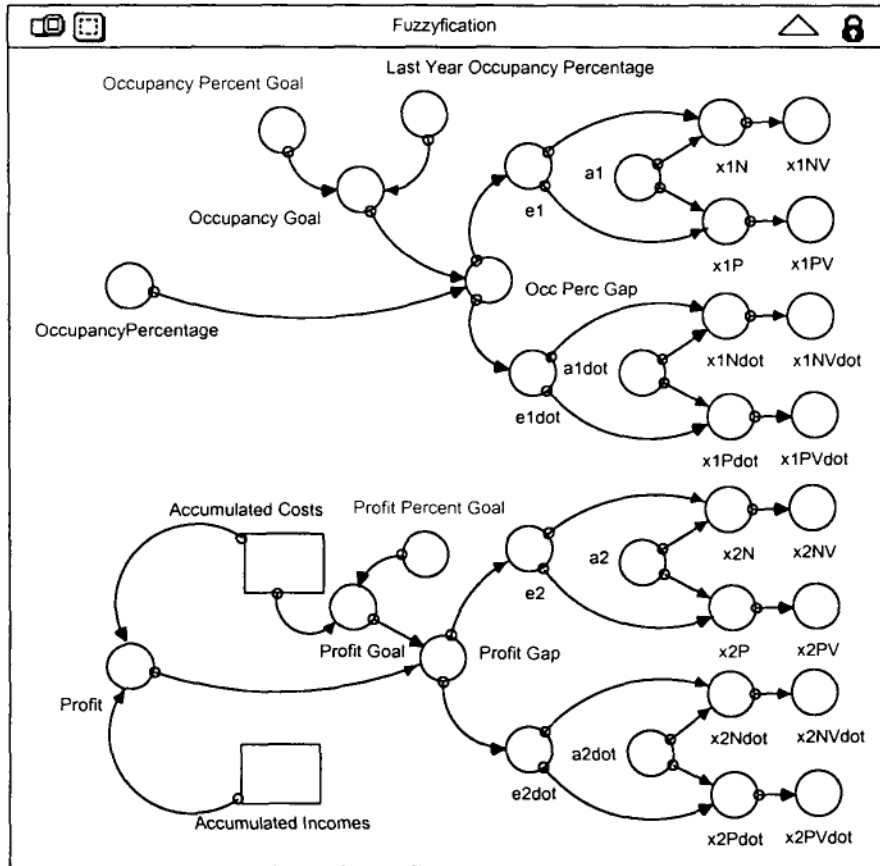 Fuzzyfication
Last Year Occupancy Percentage
Occupancy Percent Goal
a1
x1N
x1NV
e1
Occupancy Goal
x1P
x1PV
Occ Perc Gap
OccupancyPercentage
a1dot
x1Ndot
x1NVdot
e1dot
x1Pdot
x1PVdot
Accumulated Costs
Profit Percent Goal
a2
x2N
x2NV
e2
Profit Goal
Profit Gap
x2P
x2PV
Profit
a2dot
x2Ndot
x2NVdot
e2dot
Accumulated Incomes
x2Pdot
x2PVdot